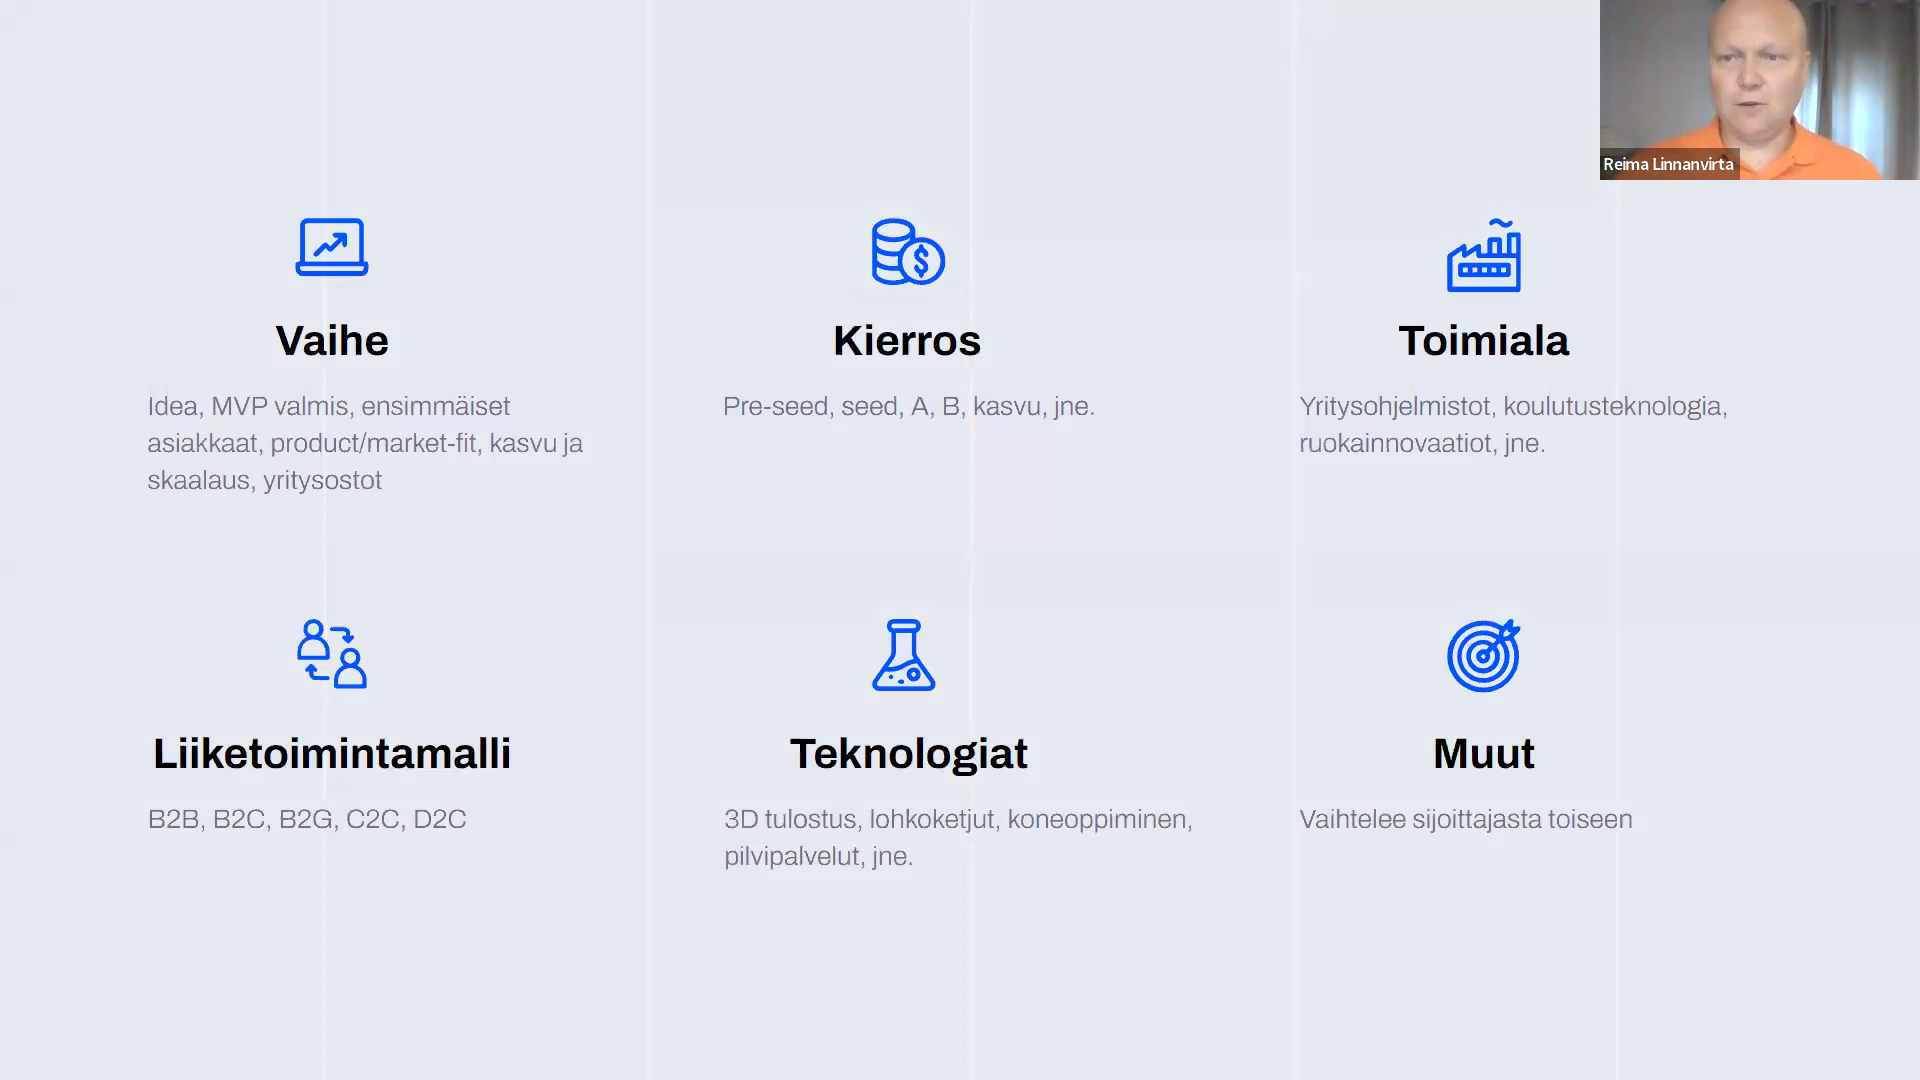 Reima Linnanvirta
Vaihe
Idea, MVP valmis, ensimmäiset
asiakkaat, product/market-fit, kasvu ja
skaalaus, yritysostot
Kierros
Pre-seed, seed, A, B, kasvu, jne.
Toimiala
Yritysohjelmistot, koulutusteknologia,
ruokainnovaatiot, jne.
Liiketoimintamalli
B2B, B2C, B2G, C2C, D2C
Teknologiat
3D tulostus, lohkoketjut, koneoppiminen,
pilvipalvelut, jne.
Muut
Vaihtelee sijoittajasta toiseen